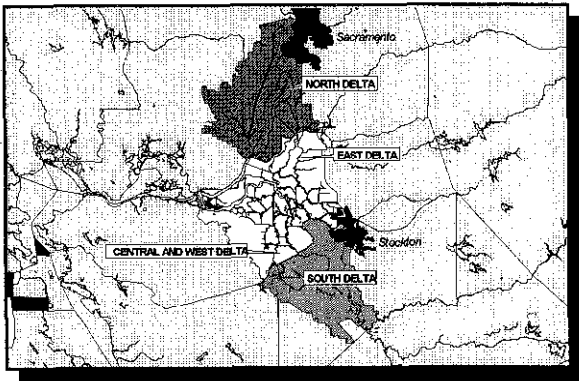 Sacramento
NORTH DELTA
EAST DELTA
Stockton
CENTRAL AND WEST DELTA
SOUTH DELTA